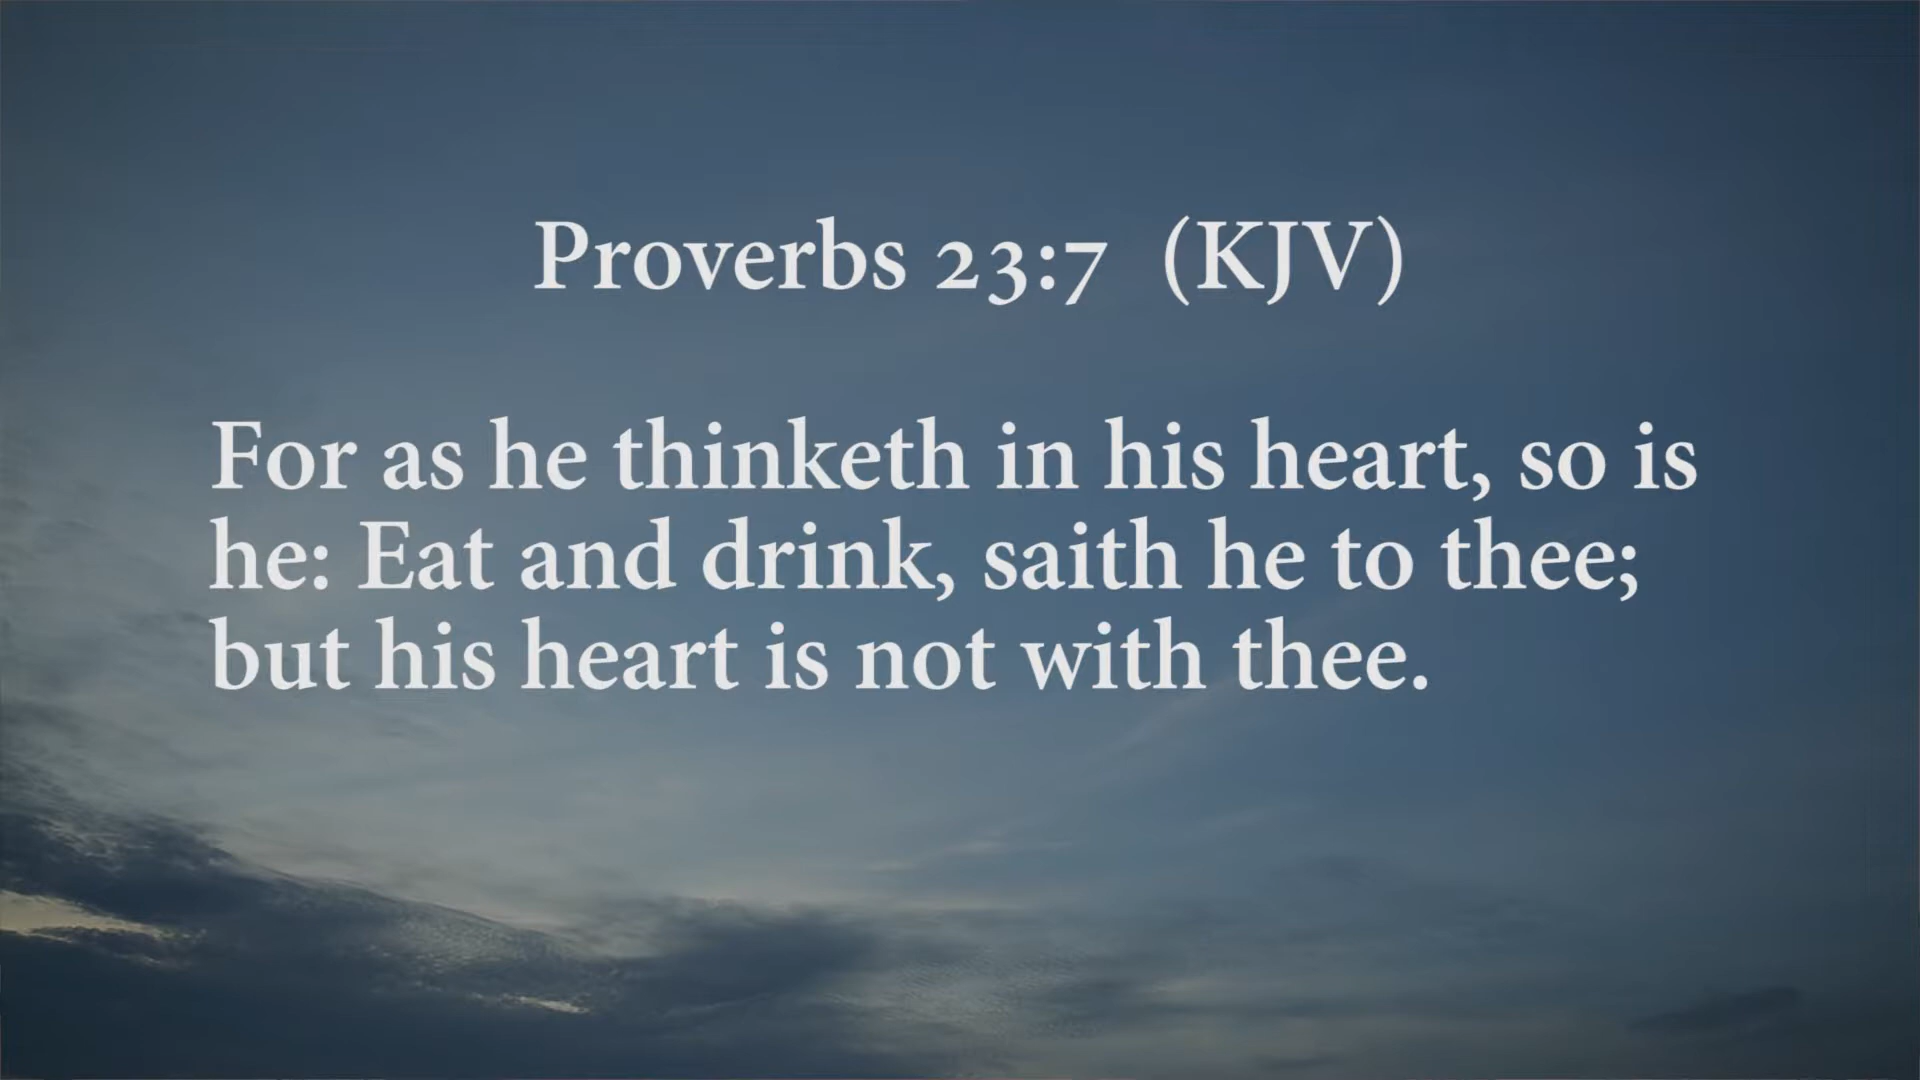 Proverbs 23:7 (KJV)
For as he thinketh in his heart, so is
he: Eat and drink, saith he to thee;
but his heart is not with thee.